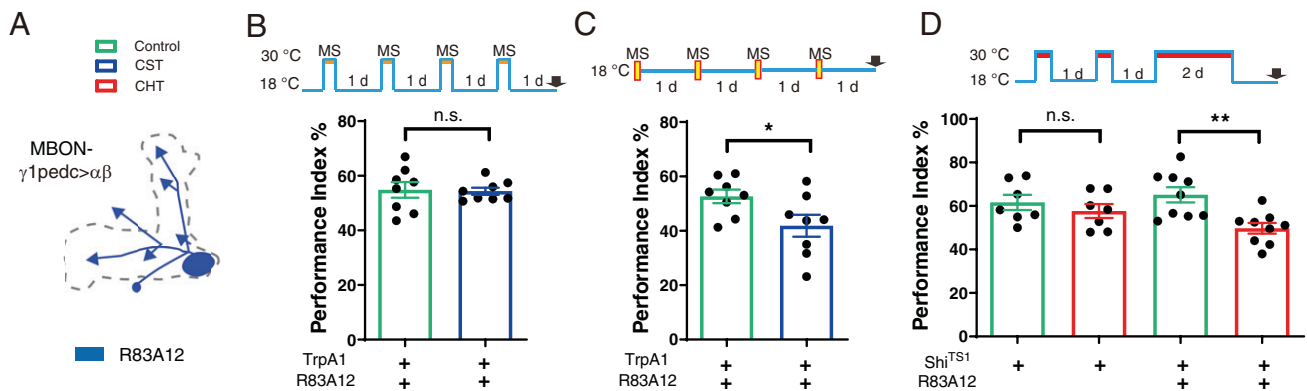 A
Control
CST
CHT
MBON-
γ1pedc>αβ
R83A12
B
30 °C
MS MS MS MS
18 °C
1 d 1 d 1 d 1 d
n.s.
Performance Index %
80
60
40
20
0
TrpA1 + +
R83A12 + +
C
MS MS MS MS
18 °C
1 d 1 d 1 d 1 d
*
Performance Index %
80
60
40
20
0
TrpA1 + +
R83A12 + +
D
30 °C
18 °C
1 d 1 d 2 d
n.s. **
Performance Index %
100
80
60
40
20
0
Shiᵀˢ¹ + + + +
R83A12 + +